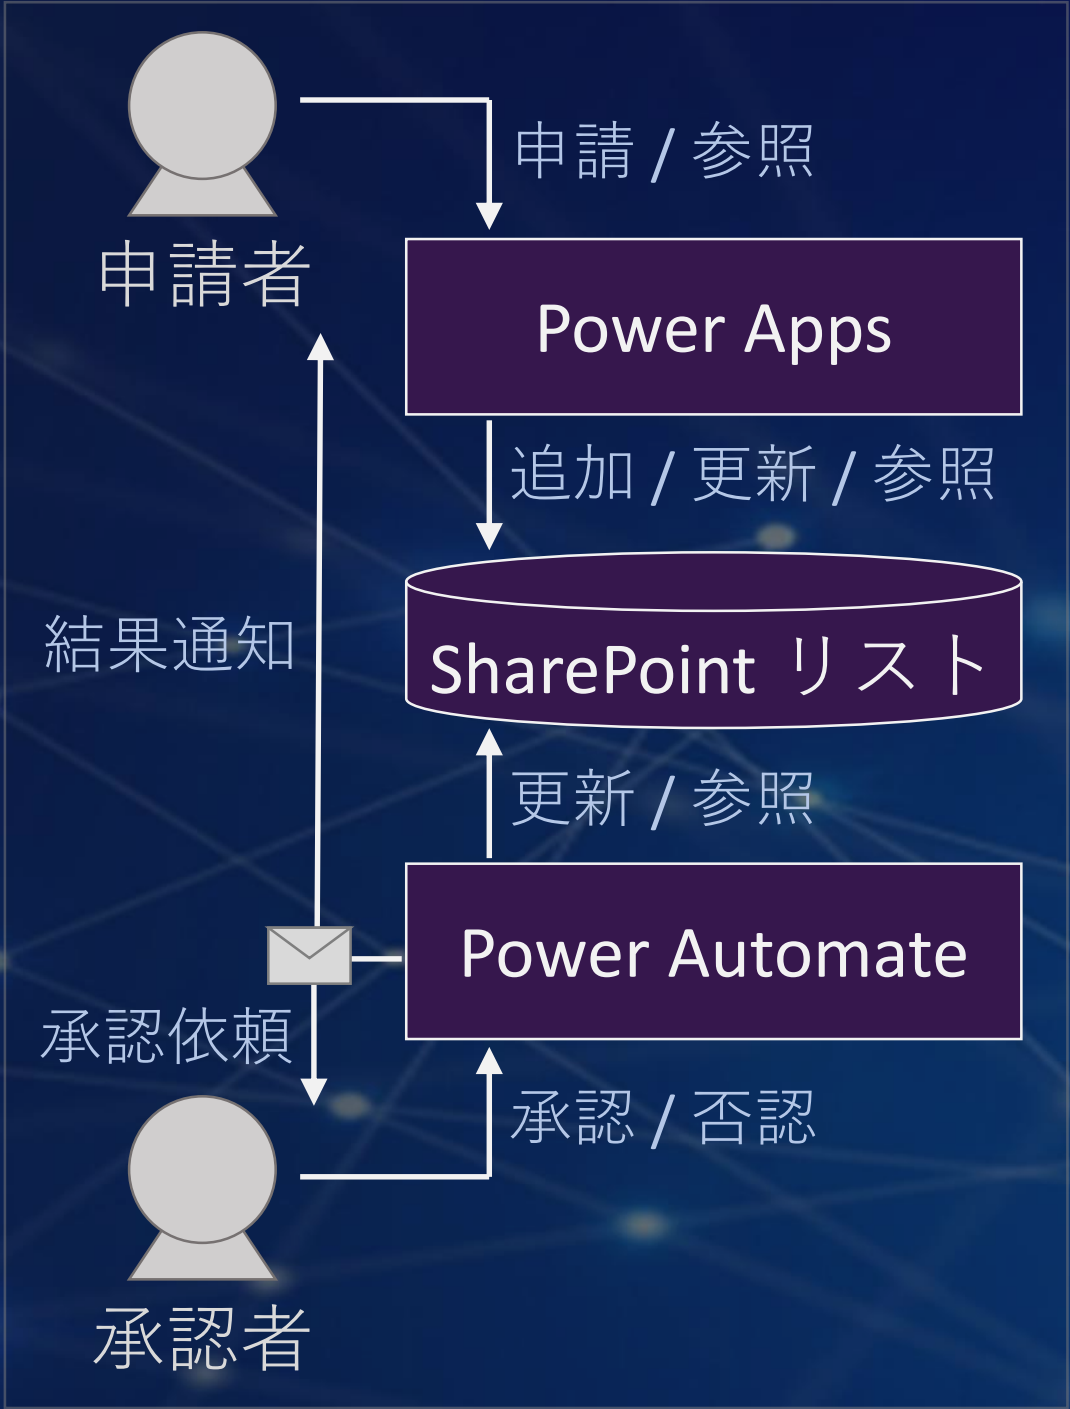 申請 / 参照
申請者
Power Apps
追加 / 更新 / 参照
結果通知
SharePoint リスト
更新 / 参照
Power Automate
承認依頼
承認 / 否認
承認者